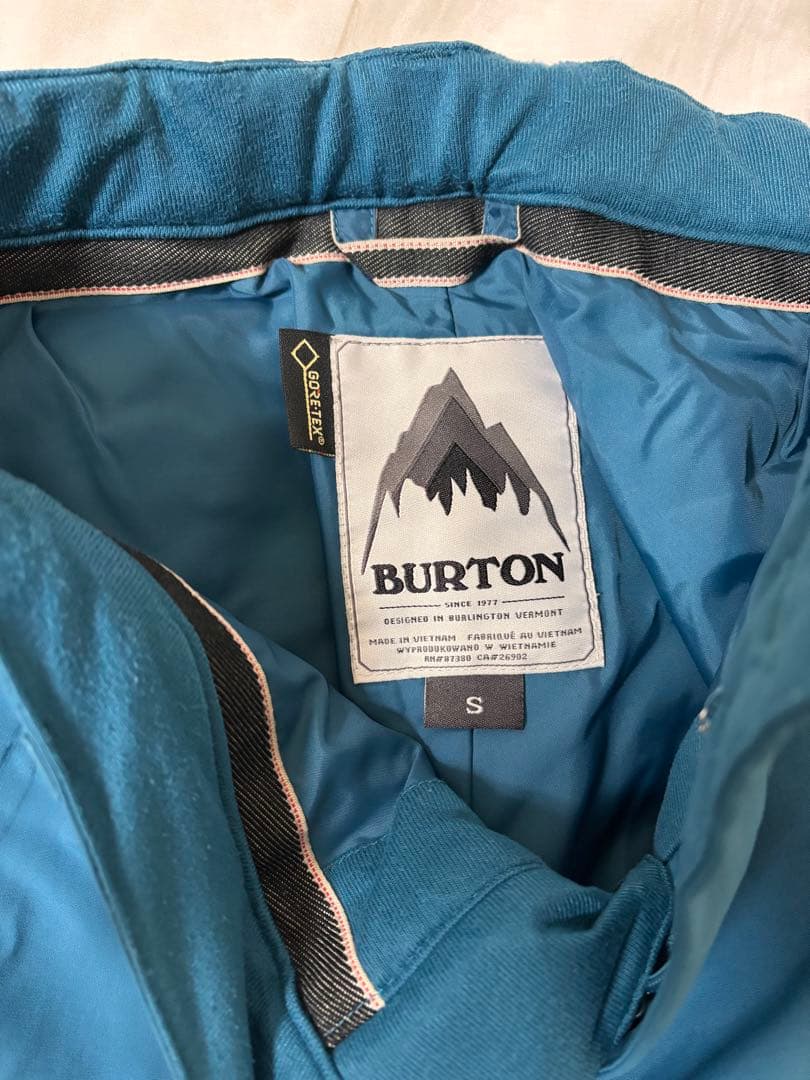 GORE-TEX®
BURTON
SINCE 1977
DESIGNED IN BURLINGTON VERMONT
MADE IN VIETNAM FABRIQUÉ AU VIETNAM
WYPRODUKOWANO W WIETNAMIE
RN#87380 CA#26902
S